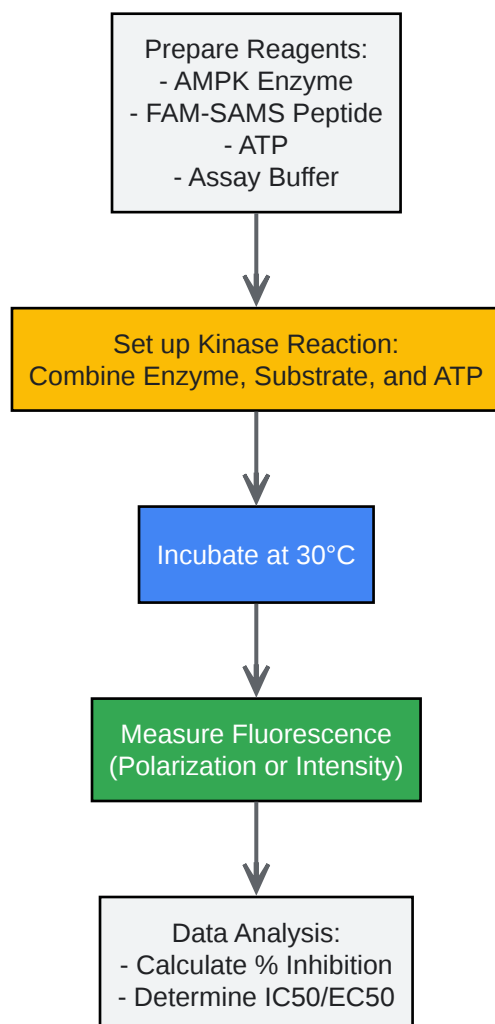 Prepare Reagents:
- AMPK Enzyme
- FAM-SAMS Peptide
- ATP
- Assay Buffer
Set up Kinase Reaction:
Combine Enzyme, Substrate, and ATP
Incubate at 30°C
Measure Fluorescence
(Polarization or Intensity)
Data Analysis:
- Calculate % Inhibition
- Determine IC50/EC50